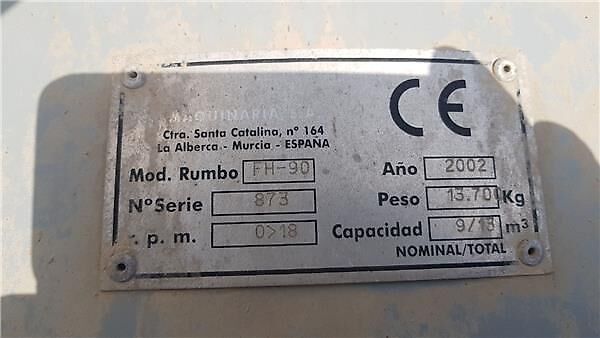 MAQUINARIA, S.L.
CE
Ctra. Santa Catalina, nº 164
La Alberca - Murcia - ESPAÑA
Mod. Rumbo FH-90 Año 2002
NºSerie 873 Peso 13.700 Kg
r. p. m. 0>18 Capacidad 9/13 m³
NOMINAL/TOTAL